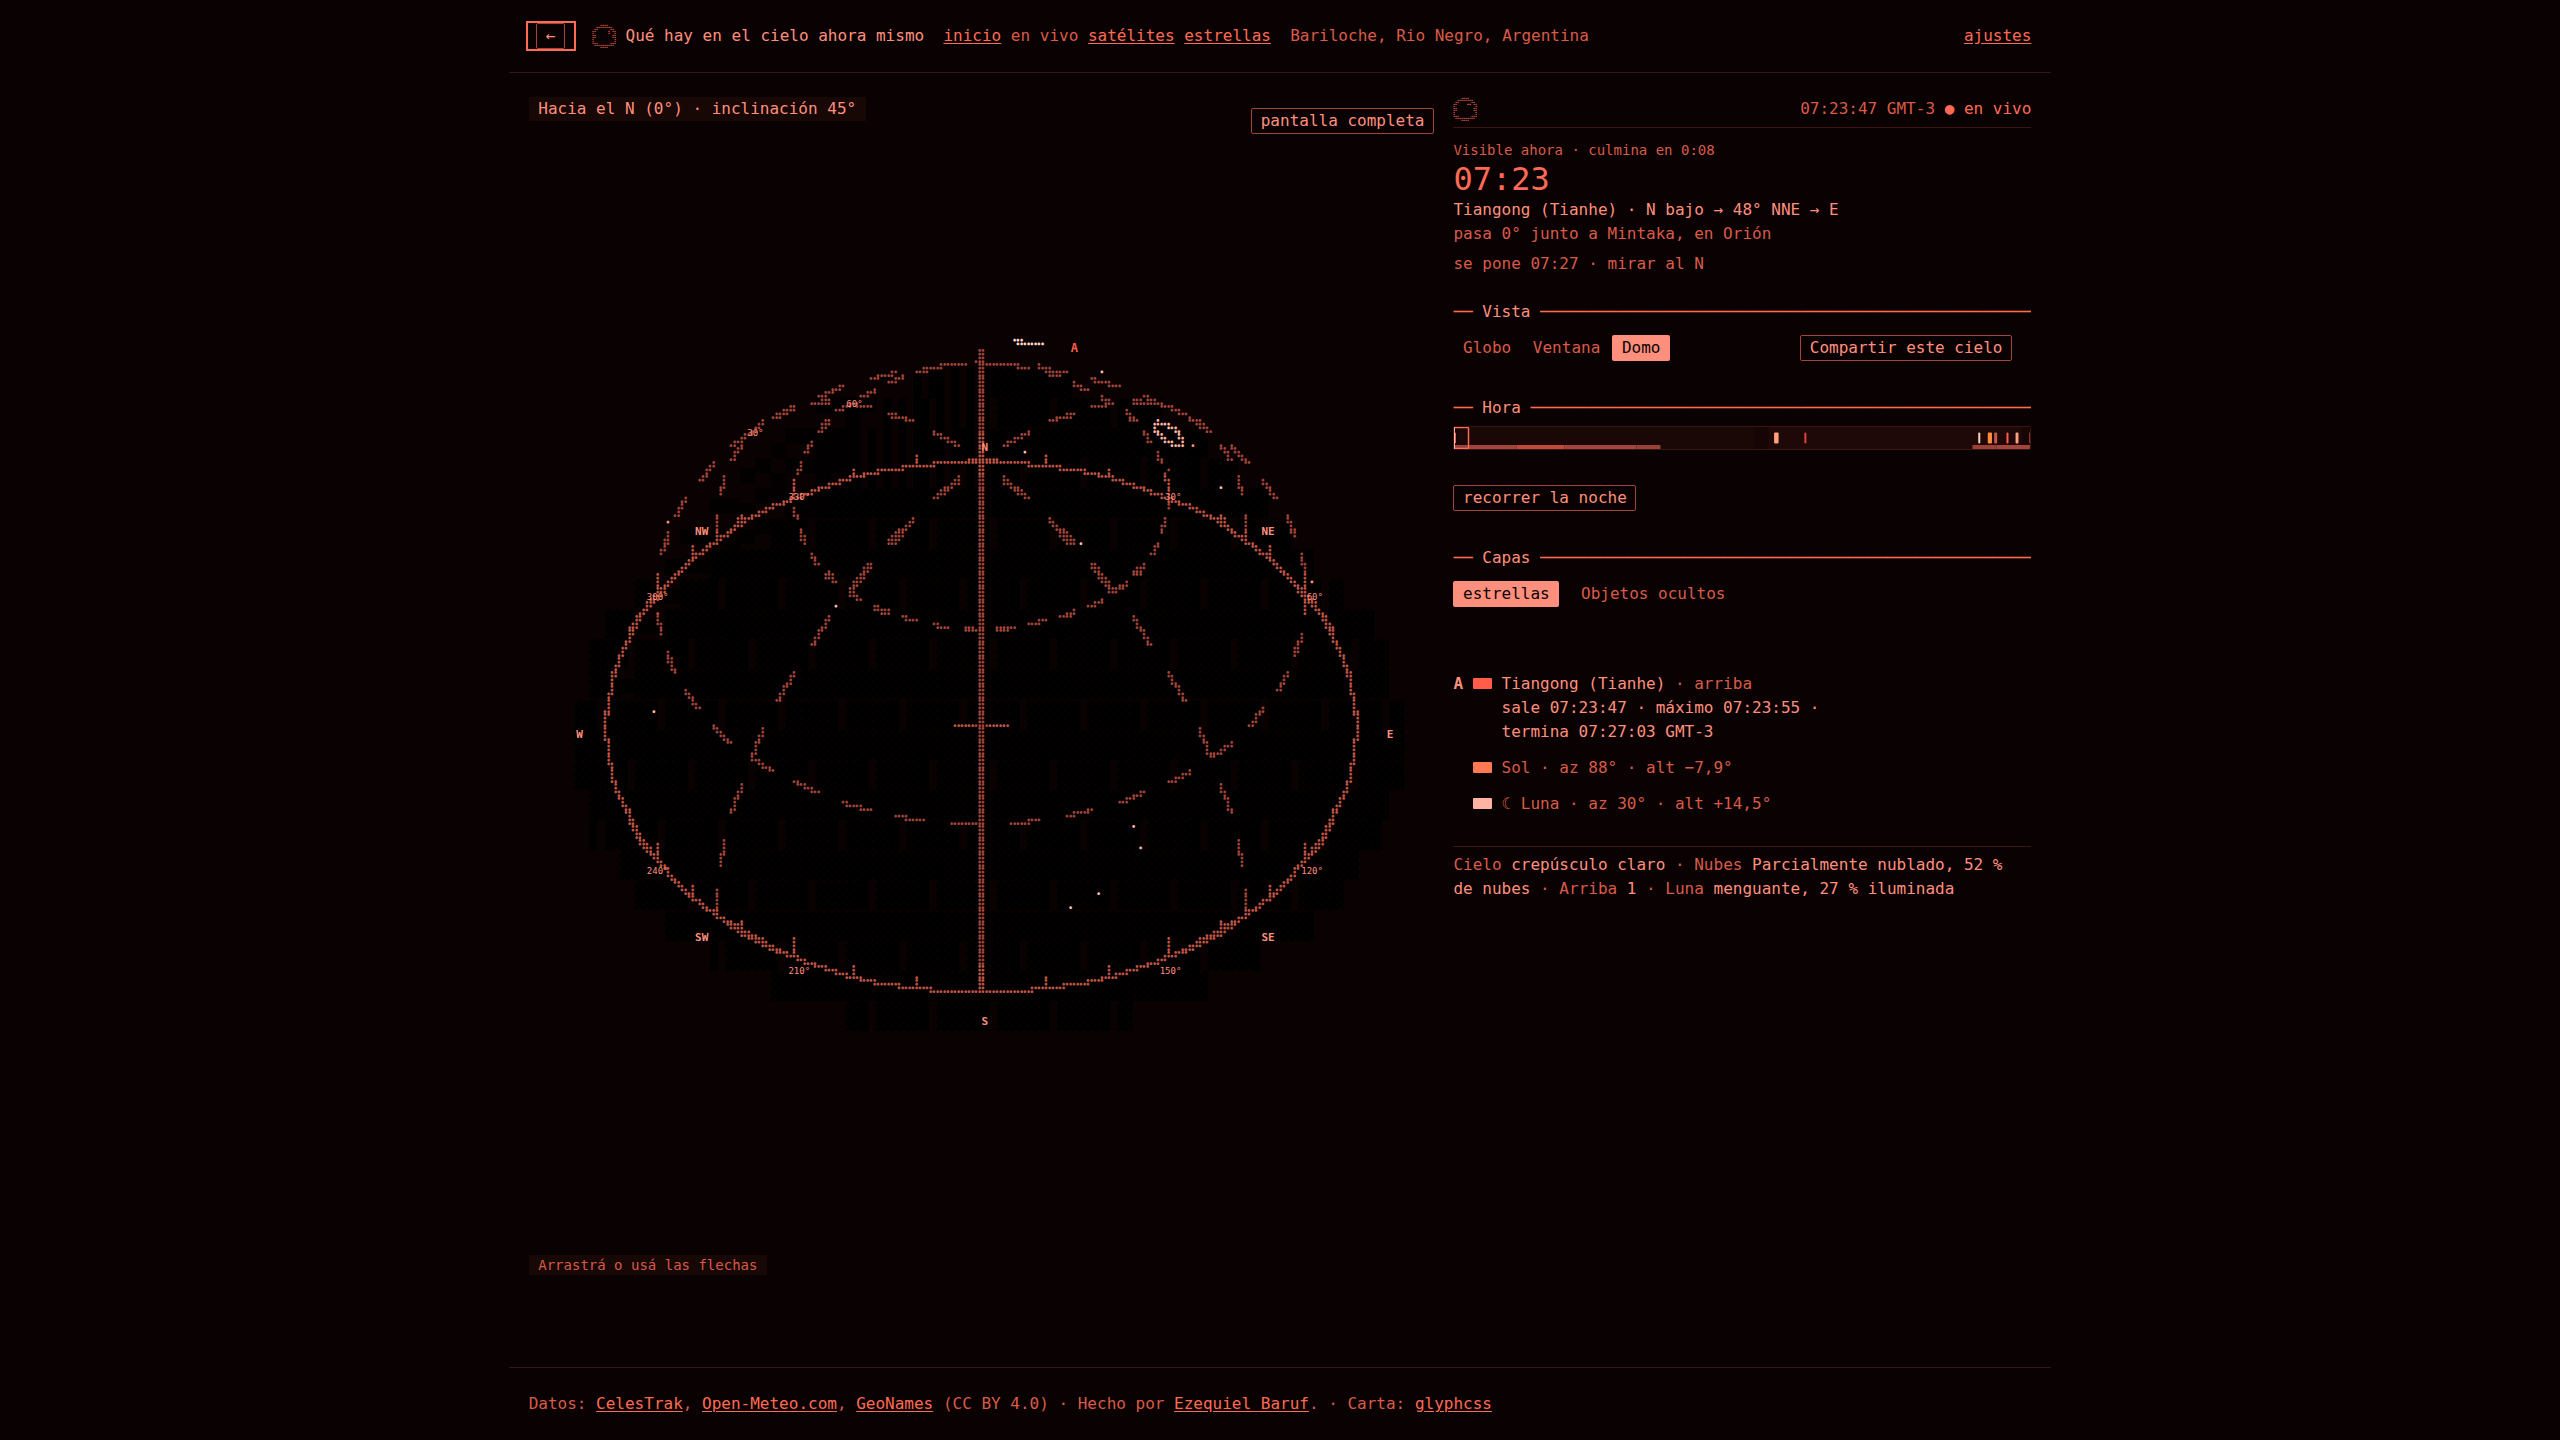 ← Qué hay en el cielo ahora mismo inicio en vivo satélites estrellas Bariloche, Rio Negro, Argentina ajustes
Hacia el N (0°) · inclinación 45°
pantalla completa
07:23:47 GMT-3 ● en vivo
Visible ahora · culmina en 0:08
07:23
Tiangong (Tianhe) · N bajo → 48° NNE → E
pasa 0° junto a Mintaka, en Orión
se pone 07:27 · mirar al N
Vista
Globo Ventana Domo Compartir este cielo
Hora
recorrer la noche
Capas
estrellas Objetos ocultos
A Tiangong (Tianhe) · arriba
sale 07:23:47 · máximo 07:23:55 ·
termina 07:27:03 GMT-3
Sol · az 88° · alt −7,9°
☾ Luna · az 30° · alt +14,5°
Cielo crepúsculo claro · Nubes Parcialmente nublado, 52 %
de nubes · Arriba 1 · Luna menguante, 27 % iluminada
A
60°
30°
N
330° 30°
NW NE
300° 60°
W E
240° 120°
SW SE
210° 150°
S
Arrastrá o usá las flechas
Datos: CelesTrak, Open-Meteo.com, GeoNames (CC BY 4.0) · Hecho por Ezequiel Baruf. · Carta: glyphcss